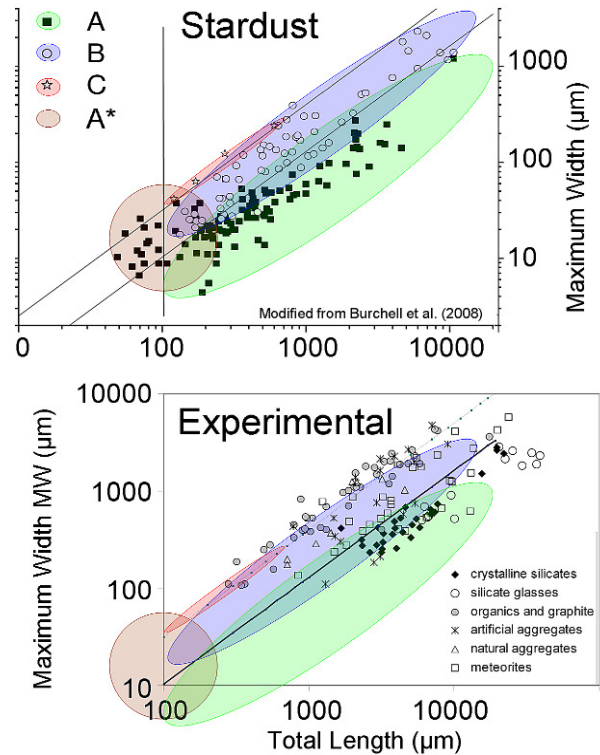 Stardust
A
B
C
A*
1000
100
10
Maximum Width (µm)
Modified from Burchell et al. (2008)
0 100 1000 10000
Experimental
10000
1000
100
10
Maximum Width MW (µm)
crystalline silicates
silicate glasses
organics and graphite
artificial aggregates
natural aggregates
meteorites
100 1000 10000
Total Length (µm)